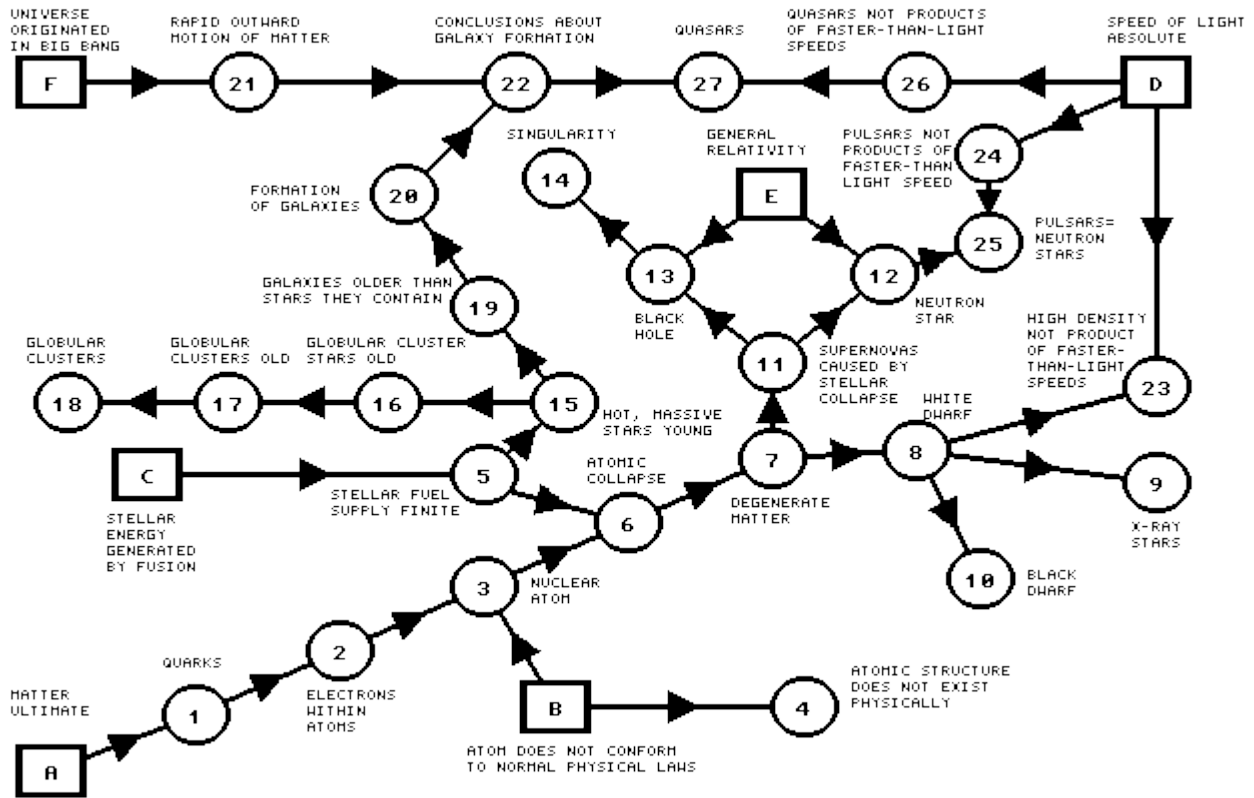 UNIVERSE
ORIGINATED
IN BIG BANG
F
RAPID OUTWARD
MOTION OF MATTER
21
CONCLUSIONS ABOUT
GALAXY FORMATION
22
QUASARS
27
QUASARS NOT PRODUCTS
OF FASTER-THAN-LIGHT
SPEEDS
26
SPEED OF LIGHT
ABSOLUTE
D
SINGULARITY
14
GENERAL
RELATIVITY
E
PULSARS NOT
PRODUCTS OF
FASTER-THAN
LIGHT SPEED
24
FORMATION
OF GALAXIES
20
PULSARS=
NEUTRON
STARS
25
GALAXIES OLDER THAN
STARS THEY CONTAIN
19
13
BLACK
HOLE
12
NEUTRON
STAR
HIGH DENSITY
NOT PRODUCT
OF FASTER-
THAN-LIGHT
SPEEDS
23
GLOBULAR
CLUSTERS
18
GLOBULAR
CLUSTERS OLD
17
GLOBULAR CLUSTER
STARS OLD
16
15
HOT, MASSIVE
STARS YOUNG
11
SUPERNOVAS
CAUSED BY
STELLAR
COLLAPSE
WHITE
DWARF
8
C
STELLAR
ENERGY
GENERATED
BY FUSION
5
STELLAR FUEL
SUPPLY FINITE
ATOMIC
COLLAPSE
6
7
DEGENERATE
MATTER
9
X-RAY
STARS
3
NUCLEAR
ATOM
10
BLACK
DWARF
2
ELECTRONS
WITHIN
ATOMS
QUARKS
1
MATTER
ULTIMATE
A
B
ATOM DOES NOT CONFORM
TO NORMAL PHYSICAL LAWS
4
ATOMIC STRUCTURE
DOES NOT EXIST
PHYSICALLY